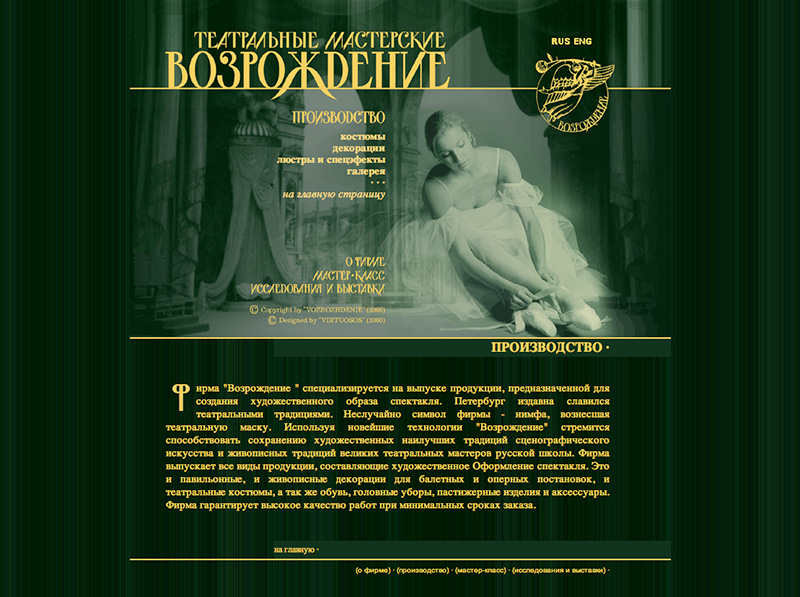 ТЕАТРАЛЬНЫЕ МАСТЕРСКИЕ
ВОЗРОЖДЕНИЕ
RUS ENG
ВОЗРОЖДЕНИЕ
ПРОИЗВОДСТВО
костюмы
декорации
люстры и спецэфекты
галерея
• • •
на главную страницу
О ФИРМЕ
МАСТЕР-КЛАСС
ИССЛЕДОВАНИЯ И ВЫСТАВКИ
© Copyright by "VOZROZHDENIE" (2000)
© Designed by "VIRTUOSOS" (2000)
ПРОИЗВОДСТВО ·
Фирма "Возрождение " специализируется на выпуске продукции, предназначенной для
создания художественного образа спектакля. Петербург издавна славился
театральными традициями. Неслучайно символ фирмы - нимфа, вознесшая
театральную маску. Используя новейшие технологии "Возрождение" стремится
способствовать сохранению художественных наилучших традиций сценографического
искусства и живописных традиций великих театральных мастеров русской школы. Фирма
выпускает все виды продукции, составляющие художественное Оформление спектакля. Это
и павильонные, и живописные декорации для балетных и оперных постановок, и
театральные костюмы, а так же обувь, головные уборы, пастижерные изделия и аксессуары.
Фирма гарантирует высокое качество работ при минимальных сроках заказа.
на главную ·
(о фирме) · (производство) · (мастер-класс) · (исследования и выставки) ·